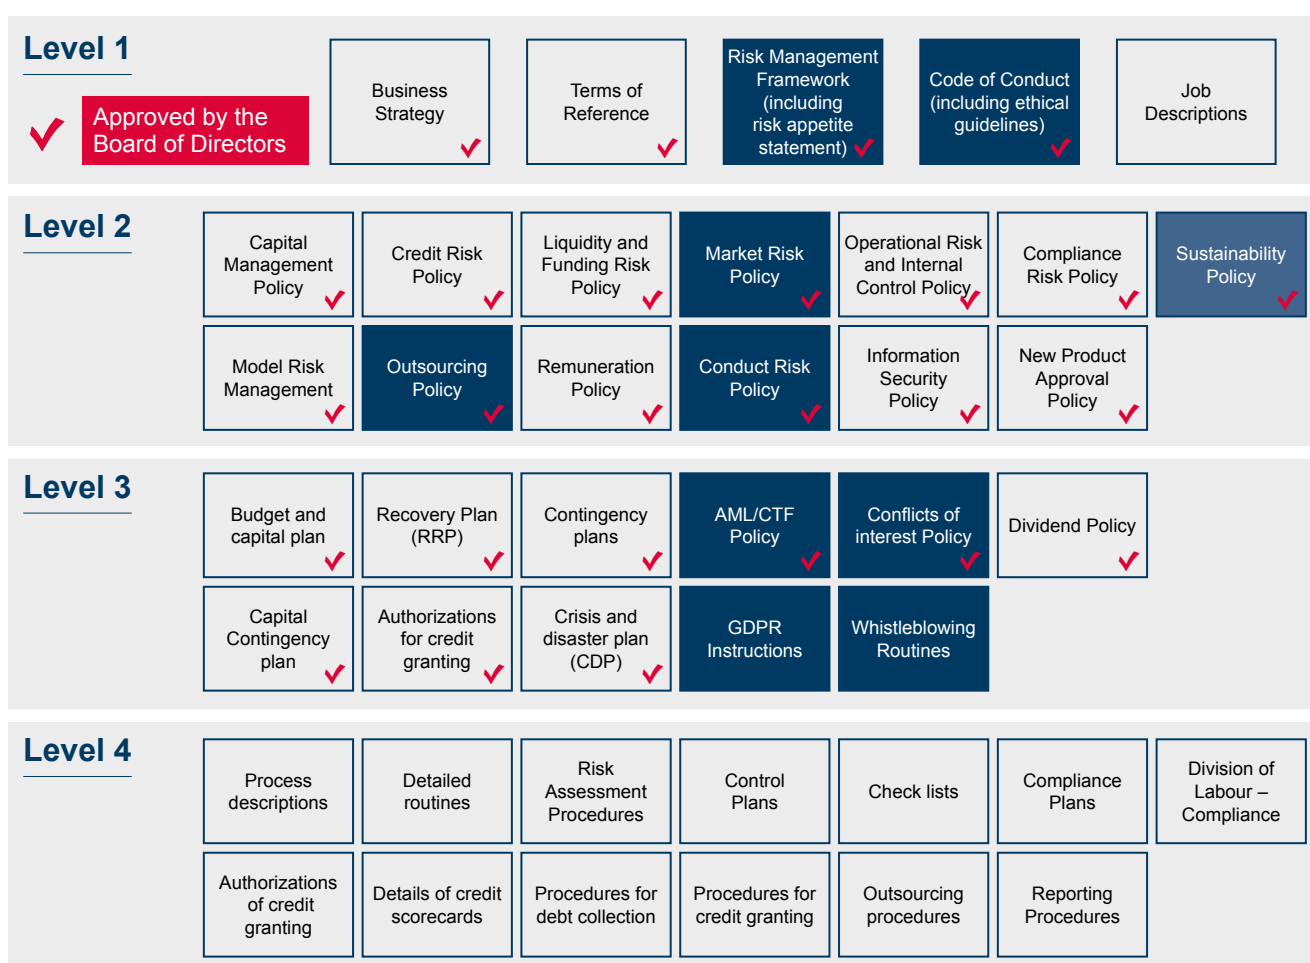 Level 1
Approved by the
Board of Directors
Business
Strategy
Terms of
Reference
Risk Management
Framework
(including
risk appetite
statement)
Code of Conduct
(including ethical
guidelines)
Job
Descriptions
Level 2
Capital
Management
Policy
Credit Risk
Policy
Liquidity and
Funding Risk
Policy
Market Risk
Policy
Operational Risk
and Internal
Control Policy
Compliance
Risk Policy
Sustainability
Policy
Model Risk
Management
Outsourcing
Policy
Remuneration
Policy
Conduct Risk
Policy
Information
Security
Policy
New Product
Approval
Policy
Level 3
Budget and
capital plan
Recovery Plan
(RRP)
Contingency
plans
AML/CTF
Policy
Conflicts of
interest Policy
Dividend Policy
Capital
Contingency
plan
Authorizations
for credit
granting
Crisis and
disaster plan
(CDP)
GDPR
Instructions
Whistleblowing
Routines
Level 4
Process
descriptions
Detailed
routines
Risk
Assessment
Procedures
Control
Plans
Check lists
Compliance
Plans
Division of
Labour –
Compliance
Authorizations
of credit
granting
Details of credit
scorecards
Procedures for
debt collection
Procedures for
credit granting
Outsourcing
procedures
Reporting
Procedures